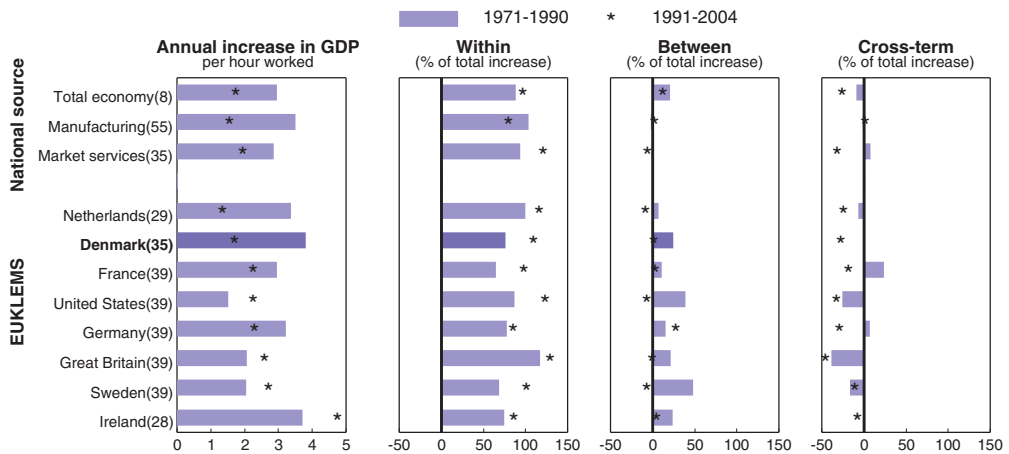 1971-1990 * 1991-2004
Annual increase in GDP
per hour worked
Within
(% of total increase)
Between
(% of total increase)
Cross-term
(% of total increase)
National source
Total economy(8)
Manufacturing(55)
Market services(35)
EUKLEMS
Netherlands(29)
Denmark(35)
France(39)
United States(39)
Germany(39)
Great Britain(39)
Sweden(39)
Ireland(28)
0 1 2 3 4 5
-50 0 50 100 150
-50 0 50 100 150
-50 0 50 100 150